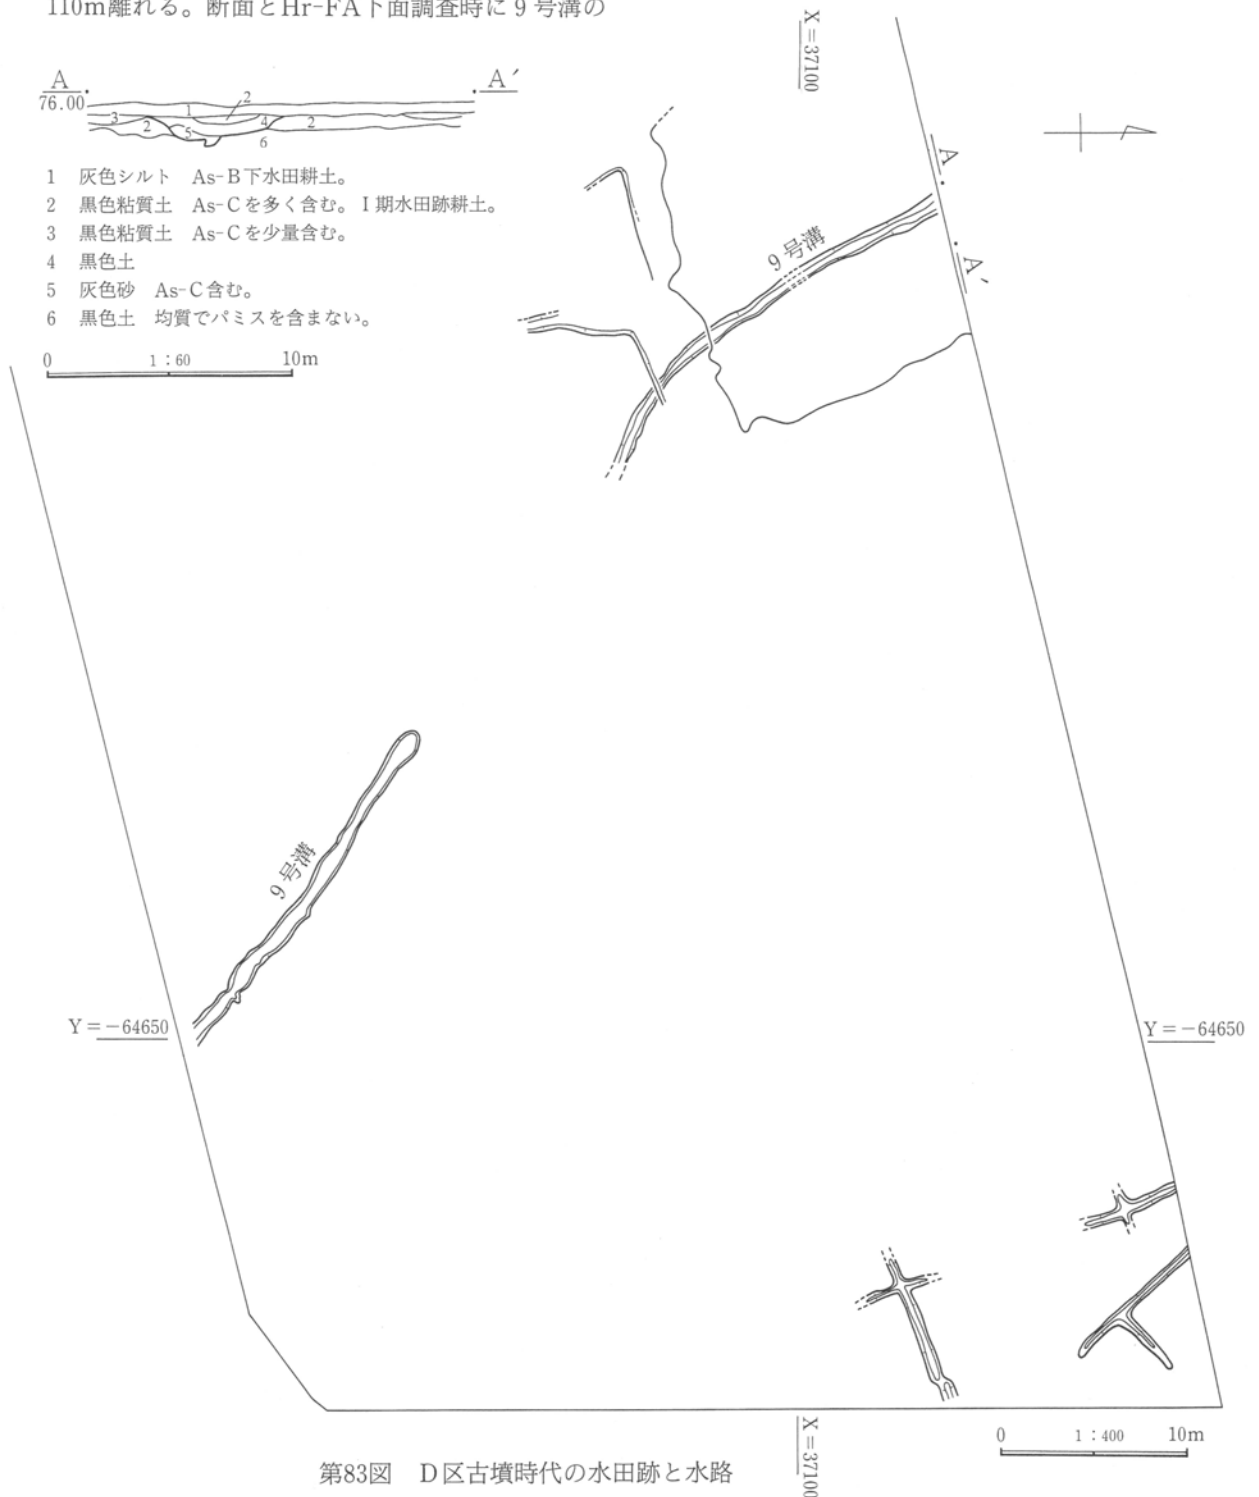 110m離れる。断面とHr-FA下面調査時に9号溝の
A A′
76.00
1 2 3 2 4 2 5 6
1 灰色シルト As-B下水田耕土。
2 黒色粘質土 As-Cを多く含む。I期水田跡耕土。
3 黒色粘質土 As-Cを少量含む。
4 黒色土
5 灰色砂 As-C含む。
6 黒色土 均質でパミスを含まない。
0 1：60 10m
X＝37100
A
A′
9号溝
9号溝
Y＝−64650
Y＝−64650
X＝37100
0 1：400 10m
第83図 D区古墳時代の水田跡と水路